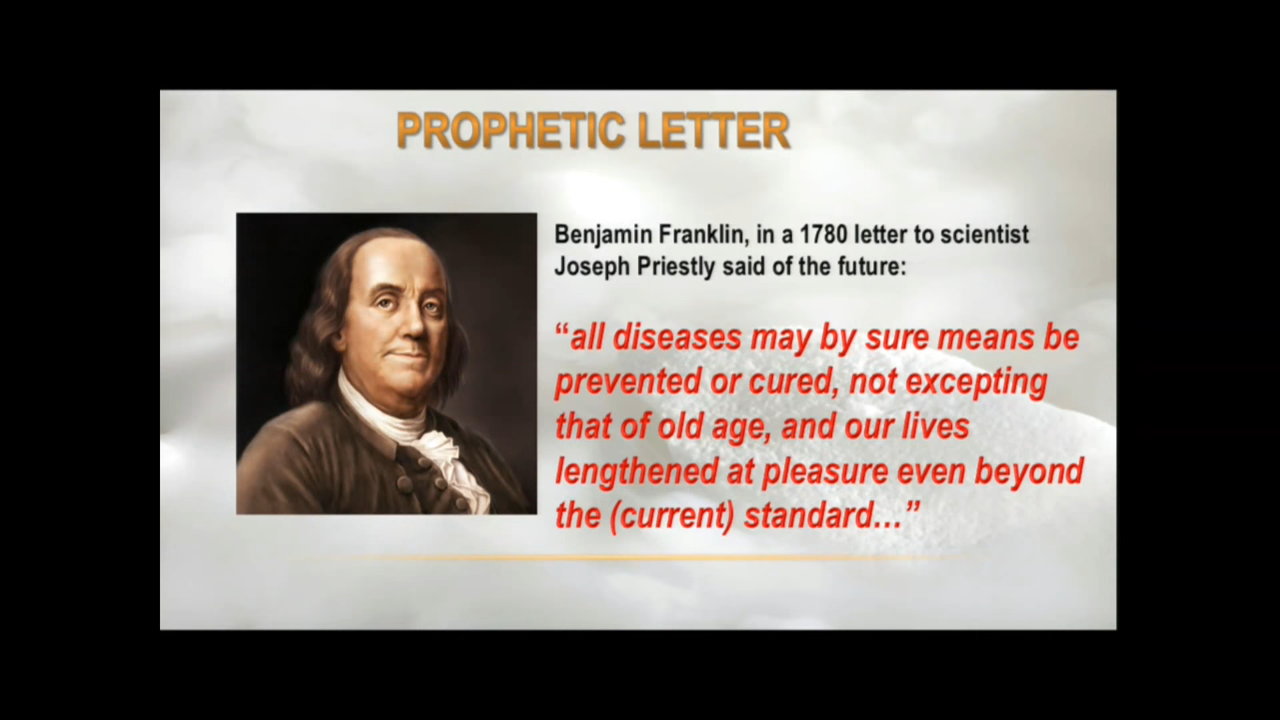 PROPHETIC LETTER
Benjamin Franklin, in a 1780 letter to scientist
Joseph Priestly said of the future:
“all diseases may by sure means be
prevented or cured, not excepting
that of old age, and our lives
lengthened at pleasure even beyond
the (current) standard...”